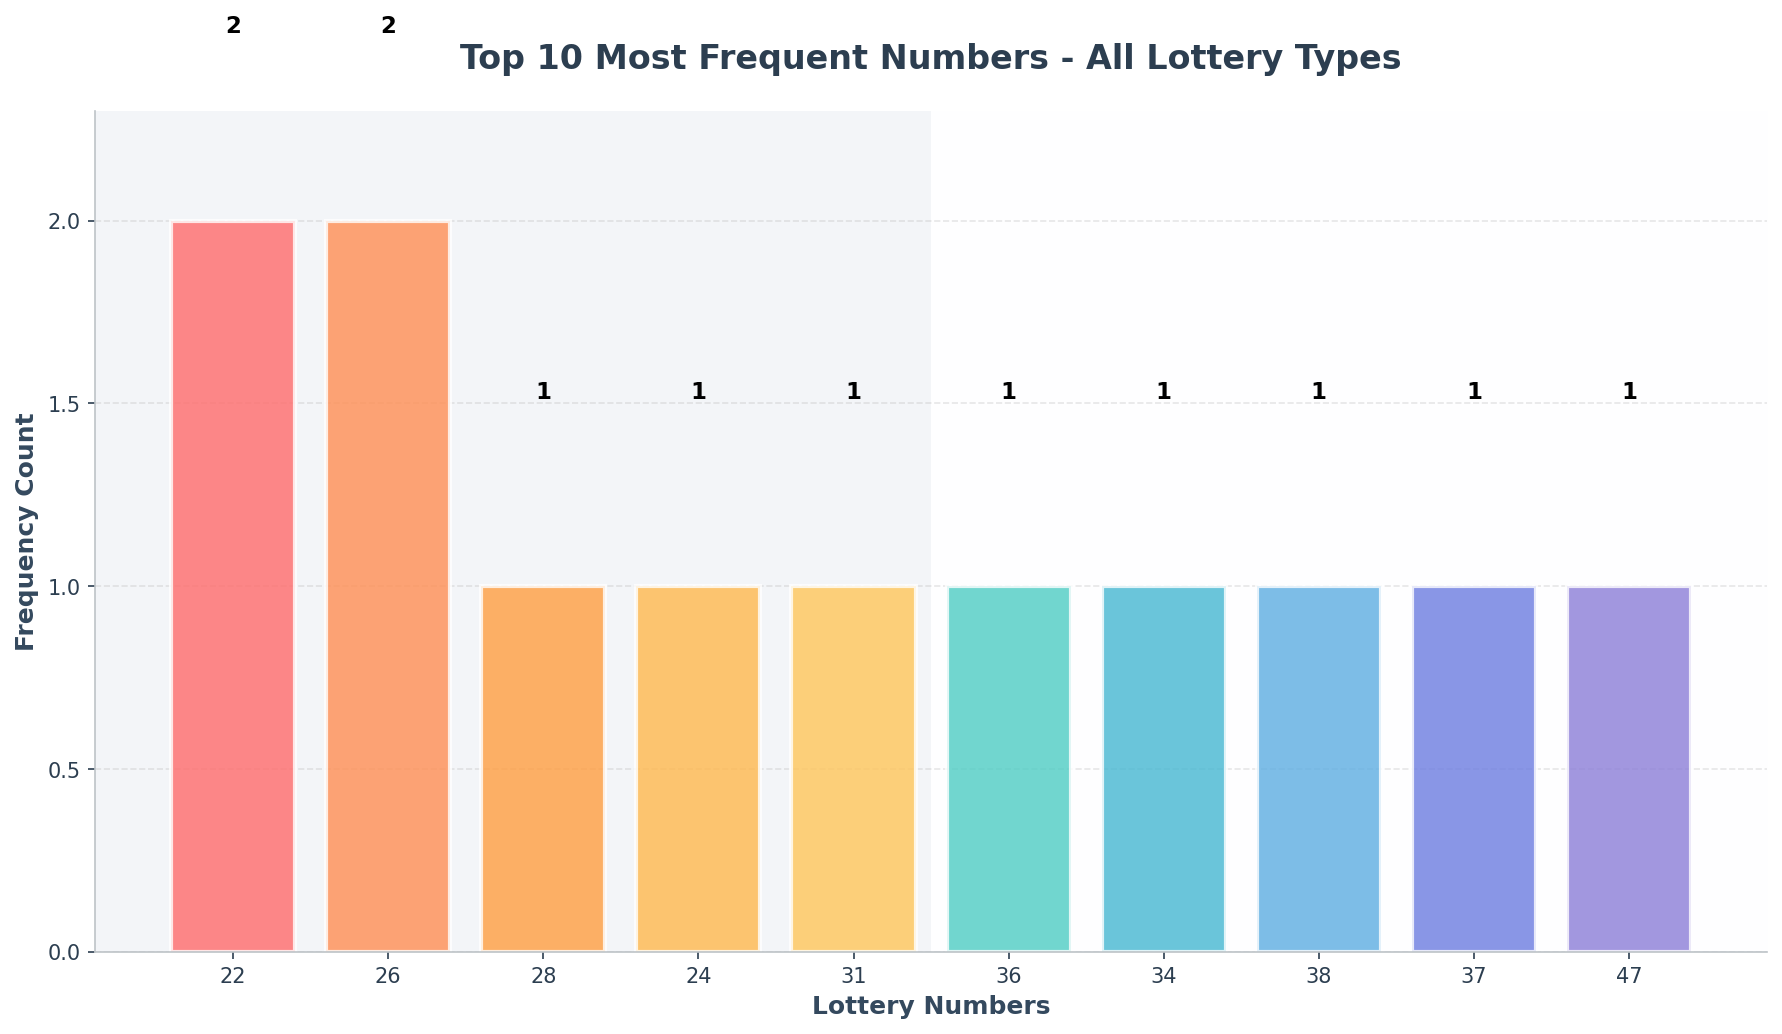 2 2
Top 10 Most Frequent Numbers - All Lottery Types
2.0
1 1 1 1 1 1 1 1
1.5
Frequency Count
1.0
0.5
0.0
22 26 28 24 31 36 34 38 37 47
Lottery Numbers